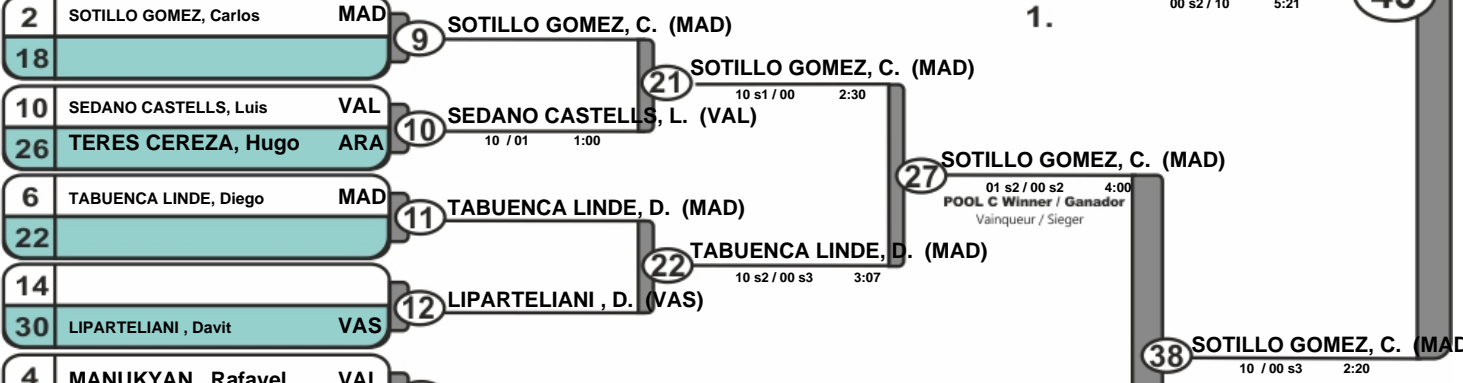 2 SOTILLO GOMEZ, Carlos MAD
18
9 SOTILLO GOMEZ, C. (MAD)
10 SEDANO CASTELLS, Luis VAL
26 TERES CEREZA, Hugo ARA
10 SEDANO CASTELLS, L. (VAL)
10 / 01 1:00
21 SOTILLO GOMEZ, C. (MAD)
10 s1 / 00 2:30
6 TABUENCA LINDE, Diego MAD
22
11 TABUENCA LINDE, D. (MAD)
14
30 LIPARTELIANI , Davit VAS
12 LIPARTELIANI , D. (VAS)
22 TABUENCA LINDE, D. (MAD)
10 s2 / 00 s3 3:07
27 SOTILLO GOMEZ, C. (MAD)
01 s2 / 00 s2 4:00
POOL C Winner / Ganador
Vainqueur / Sieger
1.
00 s2 / 10 5:21
38 SOTILLO GOMEZ, C. (MAD
10 / 00 s3 2:20
4 MANUKYAN , Rafayel VAL